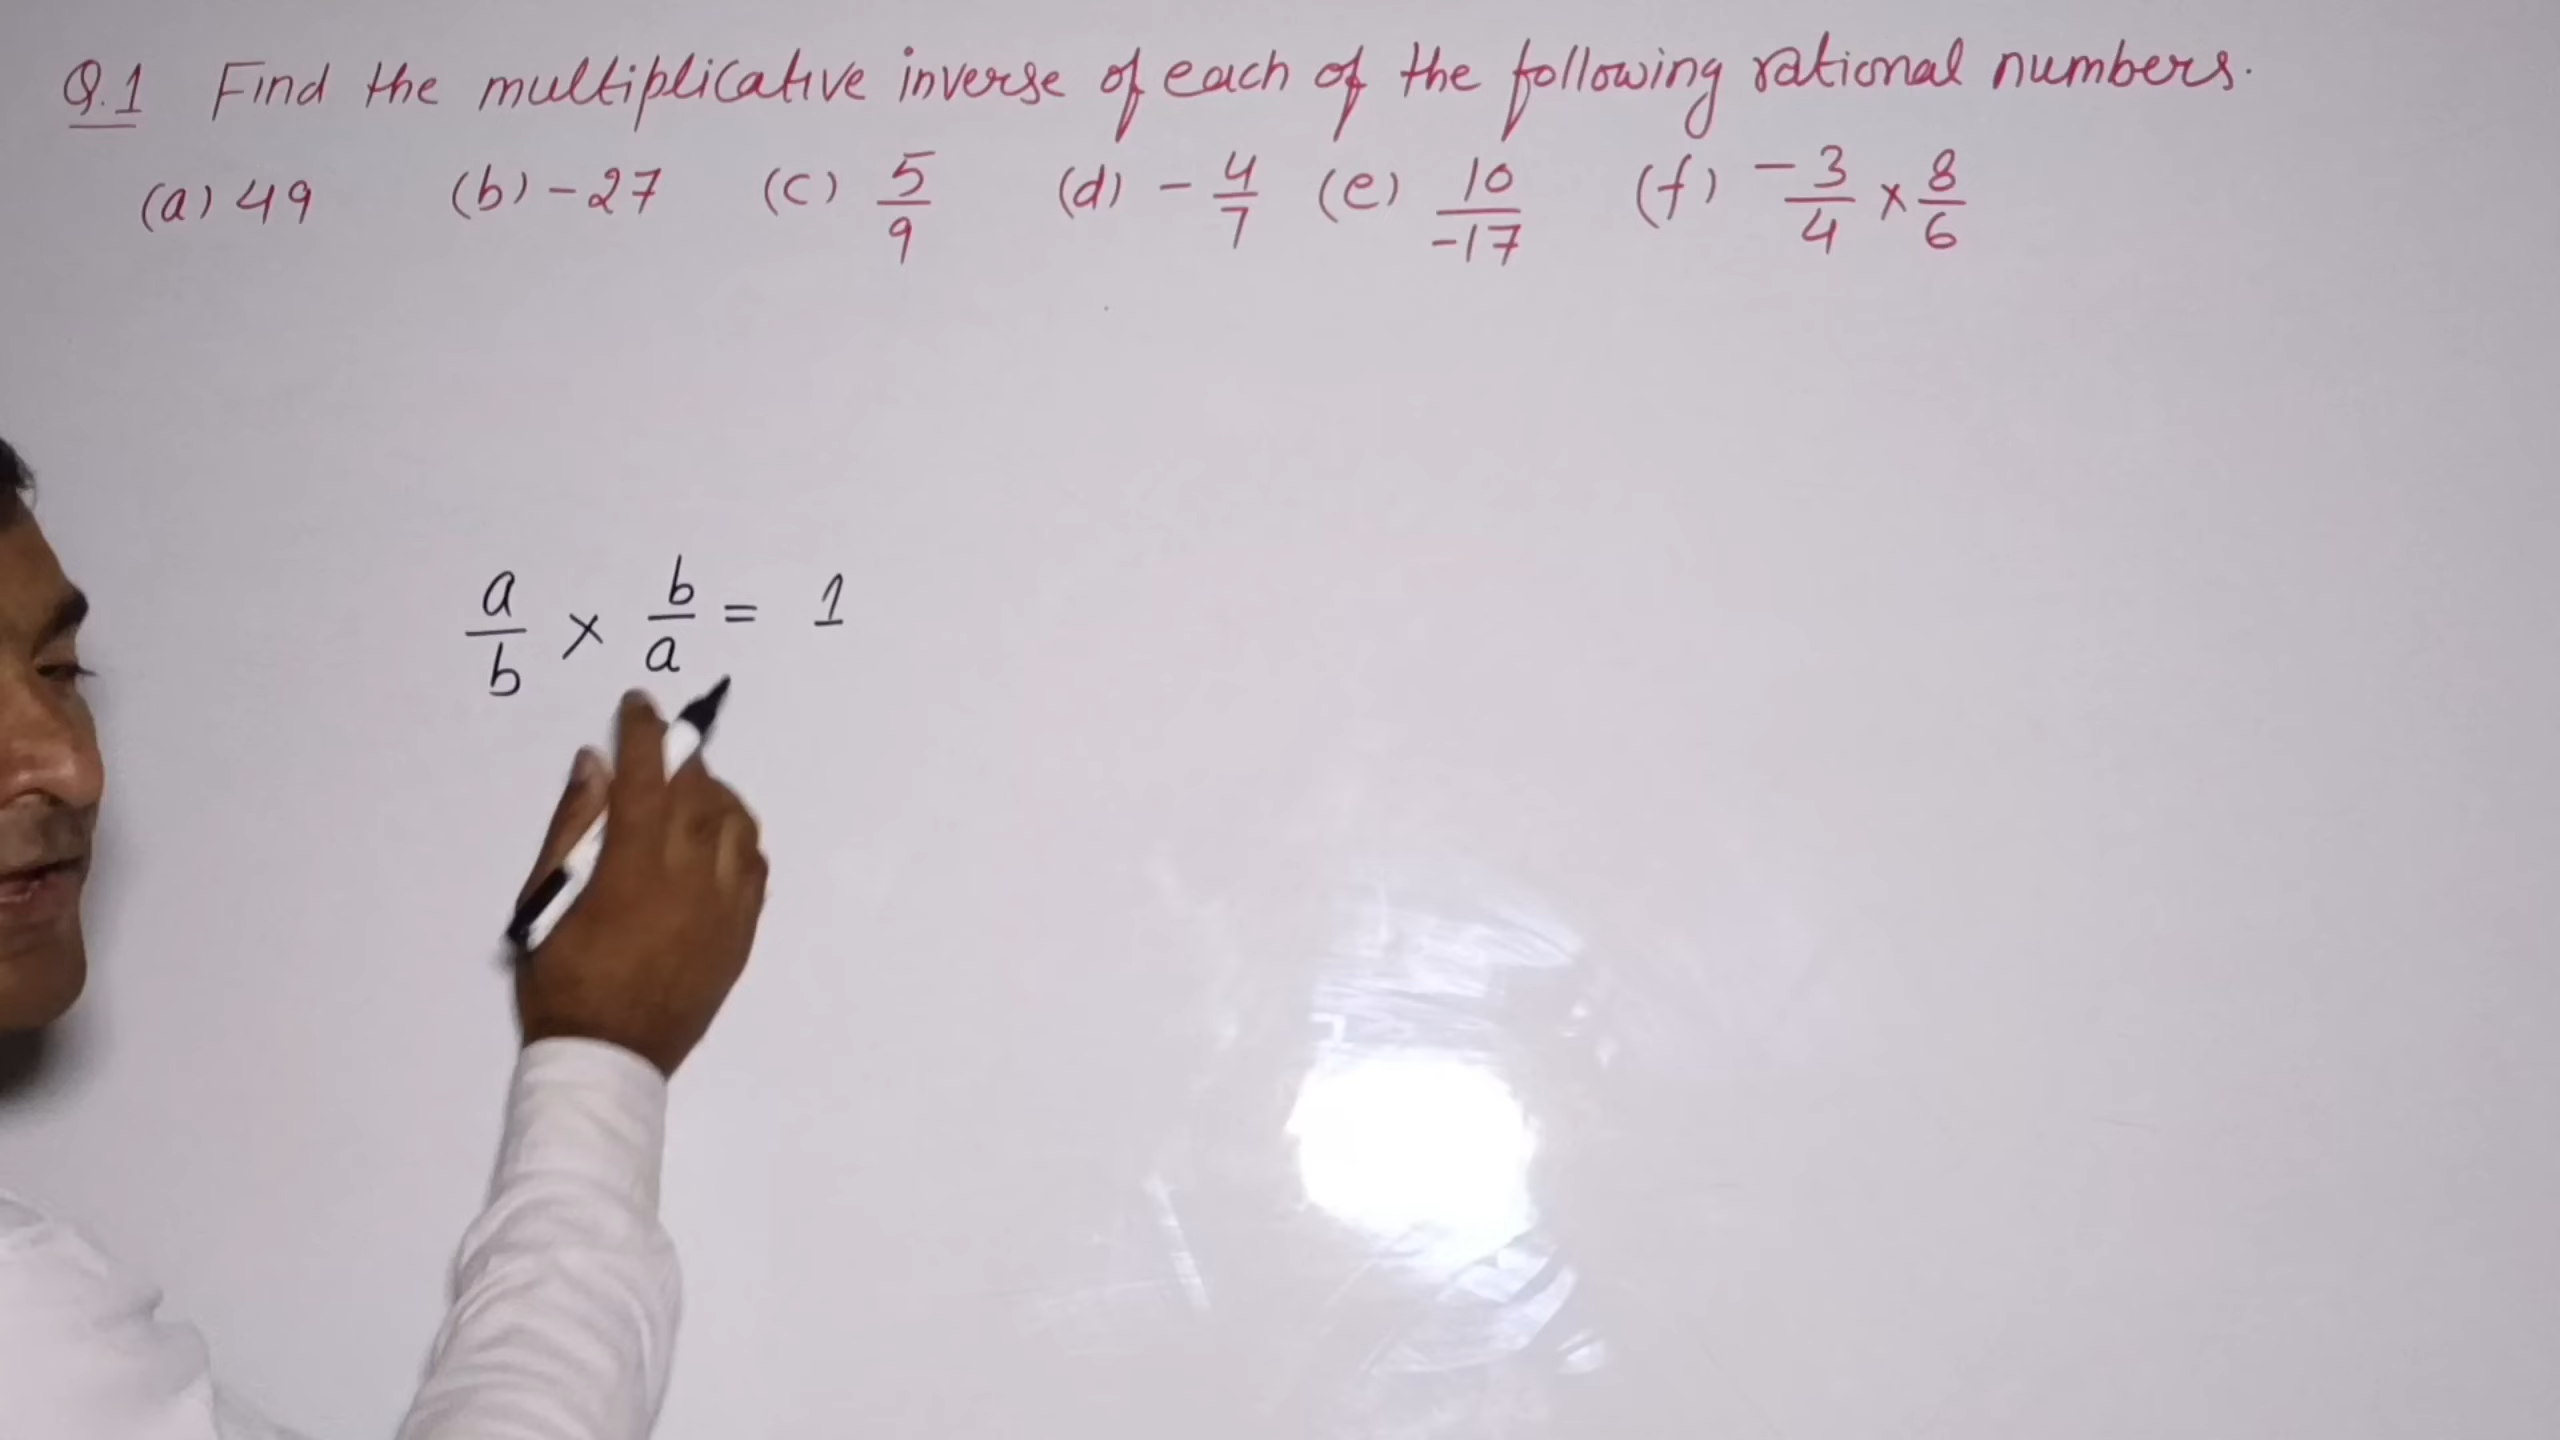 Q.1 Find the multiplicative inverse of each of the following rational numbers.
(a) 49 (b) -27 (c) 5/9 (d) -4/7 (e) 10/-17 (f) -3/4 × 8/6
a/b × b/a = 1